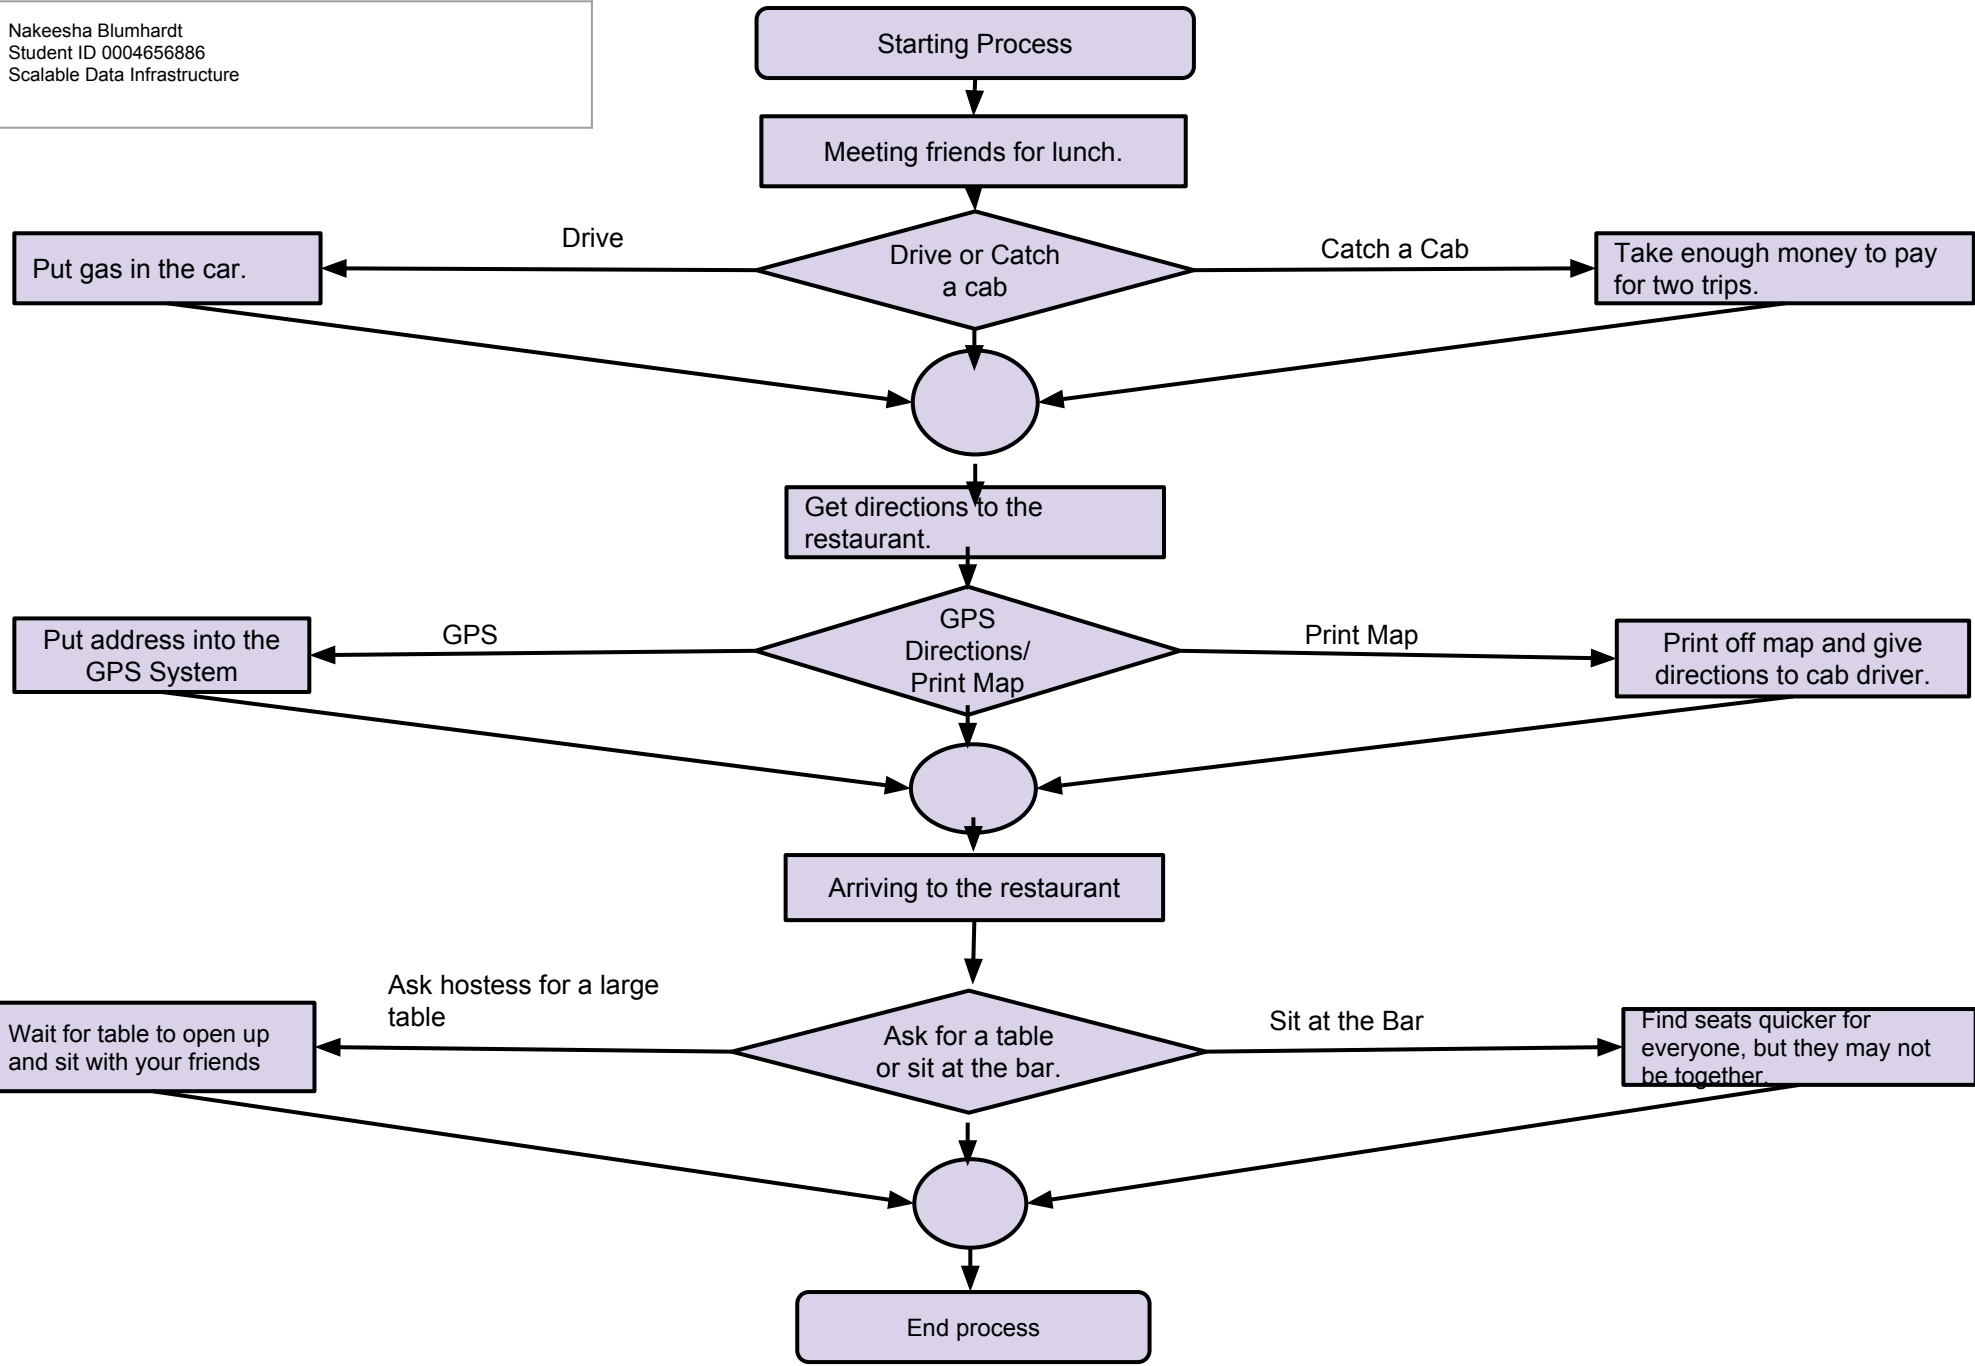 Nakeesha Blumhardt
Student ID 0004656886
Scalable Data Infrastructure
Starting Process
Meeting friends for lunch.
Drive
Drive or Catch
a cab
Catch a Cab
Put gas in the car.
Take enough money to pay
for two trips.
Get directions to the
restaurant.
GPS
GPS
Directions/
Print Map
Print Map
Put address into the
GPS System
Print off map and give
directions to cab driver.
Arriving to the restaurant
Ask hostess for a large
table
Ask for a table
or sit at the bar.
Sit at the Bar
Wait for table to open up
and sit with your friends
Find seats quicker for
everyone, but they may not
be together.
End process